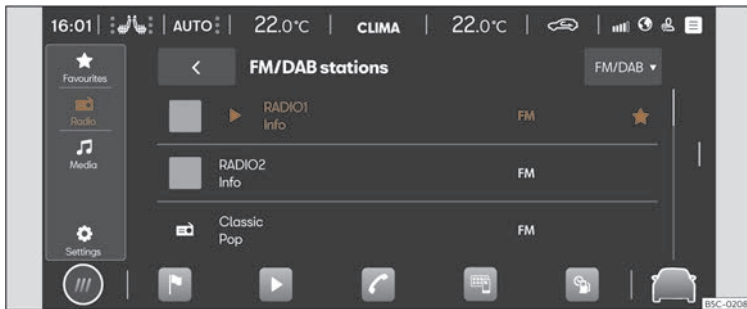 16:01 AUTO 22.0°C CLIMA 22.0°C
Favourites
Radio
Media
Settings
FM/DAB stations
FM/DAB
RADIO1
Info
FM
RADIO2
Info
FM
Classic
Pop
FM
BSC-0208